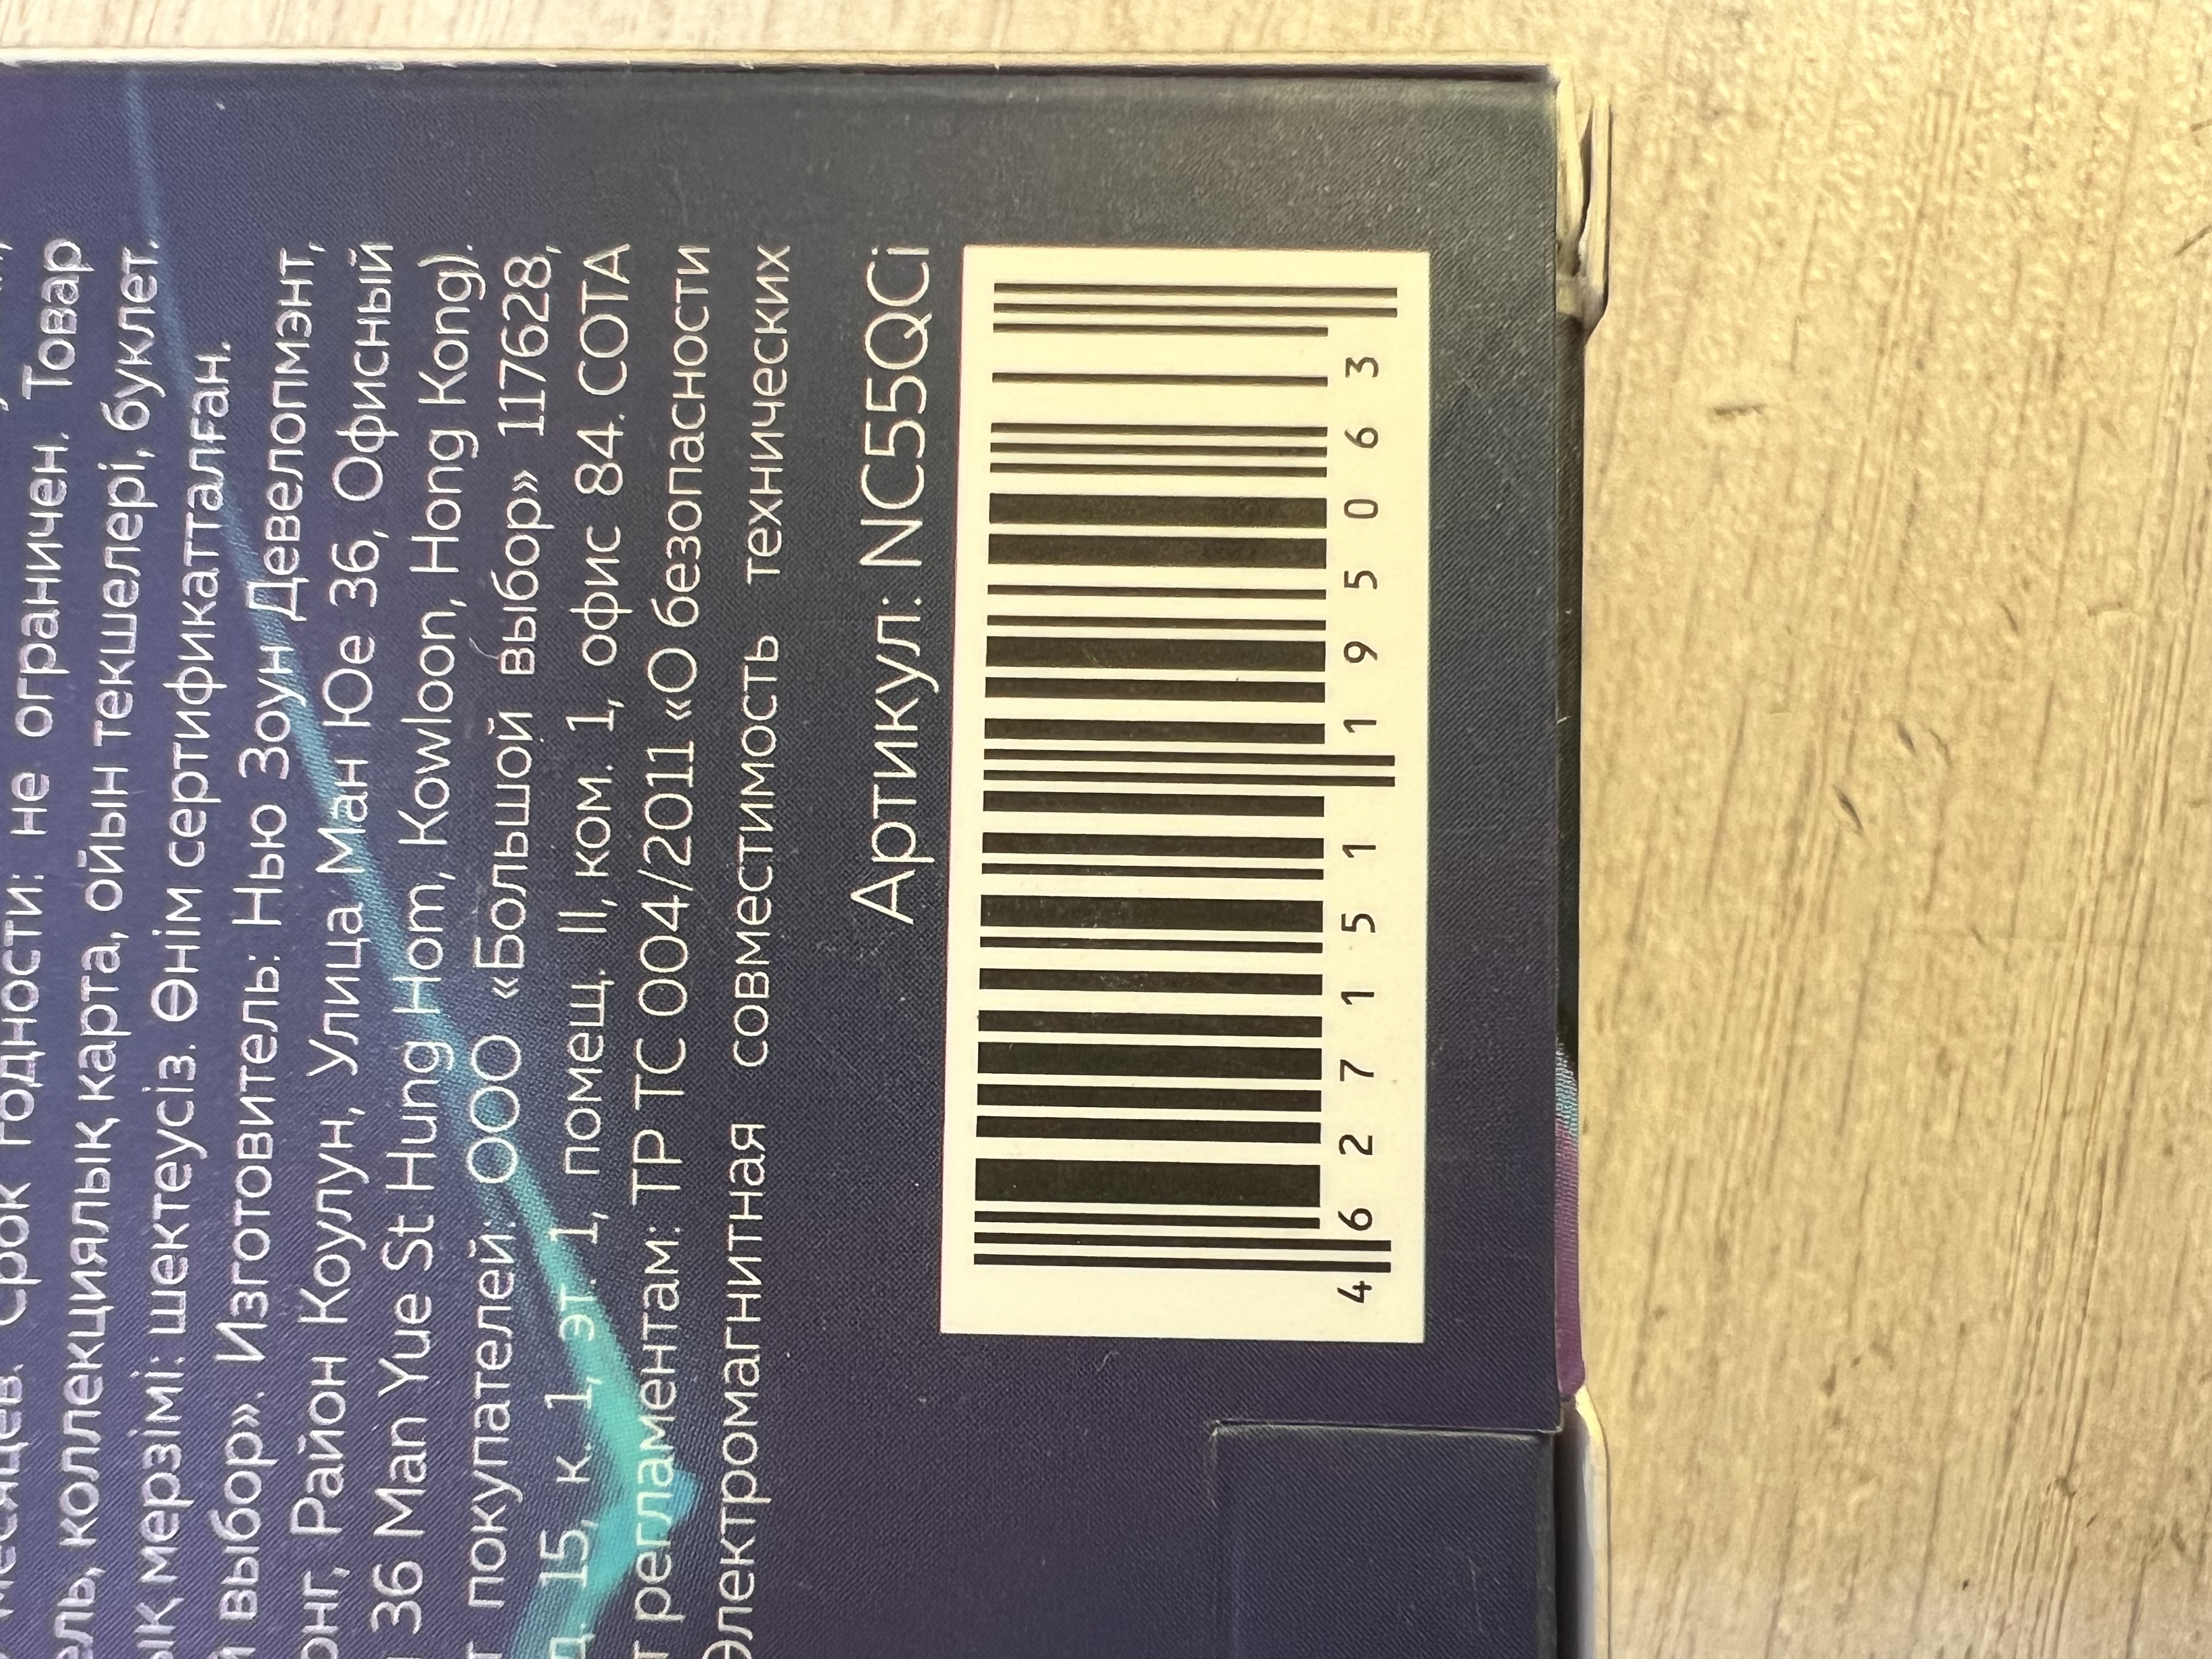 месяцев. Срок годности: не ограничен. Товар
коллекциялық карта, ойын текшелері, буклет.
мерзімі: шектеусіз. Өнім сертификатталған.
выбор». Изготовитель: Нью Зоун Девелопмэнт,
Район Коулун, Улица Ман Юе 36, Офисный
36 Man Yue St Hung Hom, Kowloon, Hong Kong).
покупателей: ООО «Большой выбор» 117628,
д. 15, к. 1, эт. 1, помещ. II, ком. 1, офис 84. СОТА
регламентам: ТР ТС 004/2011 «О безопасности
Электромагнитная совместимость технических
Артикул: NC55QCi
4 627151 195063